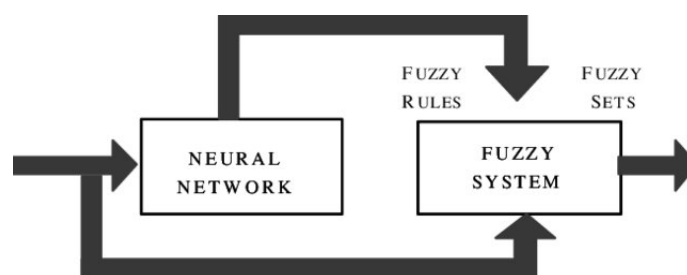 FUZZY
RULES
FUZZY
SETS
NEURAL
NETWORK
FUZZY
SYSTEM